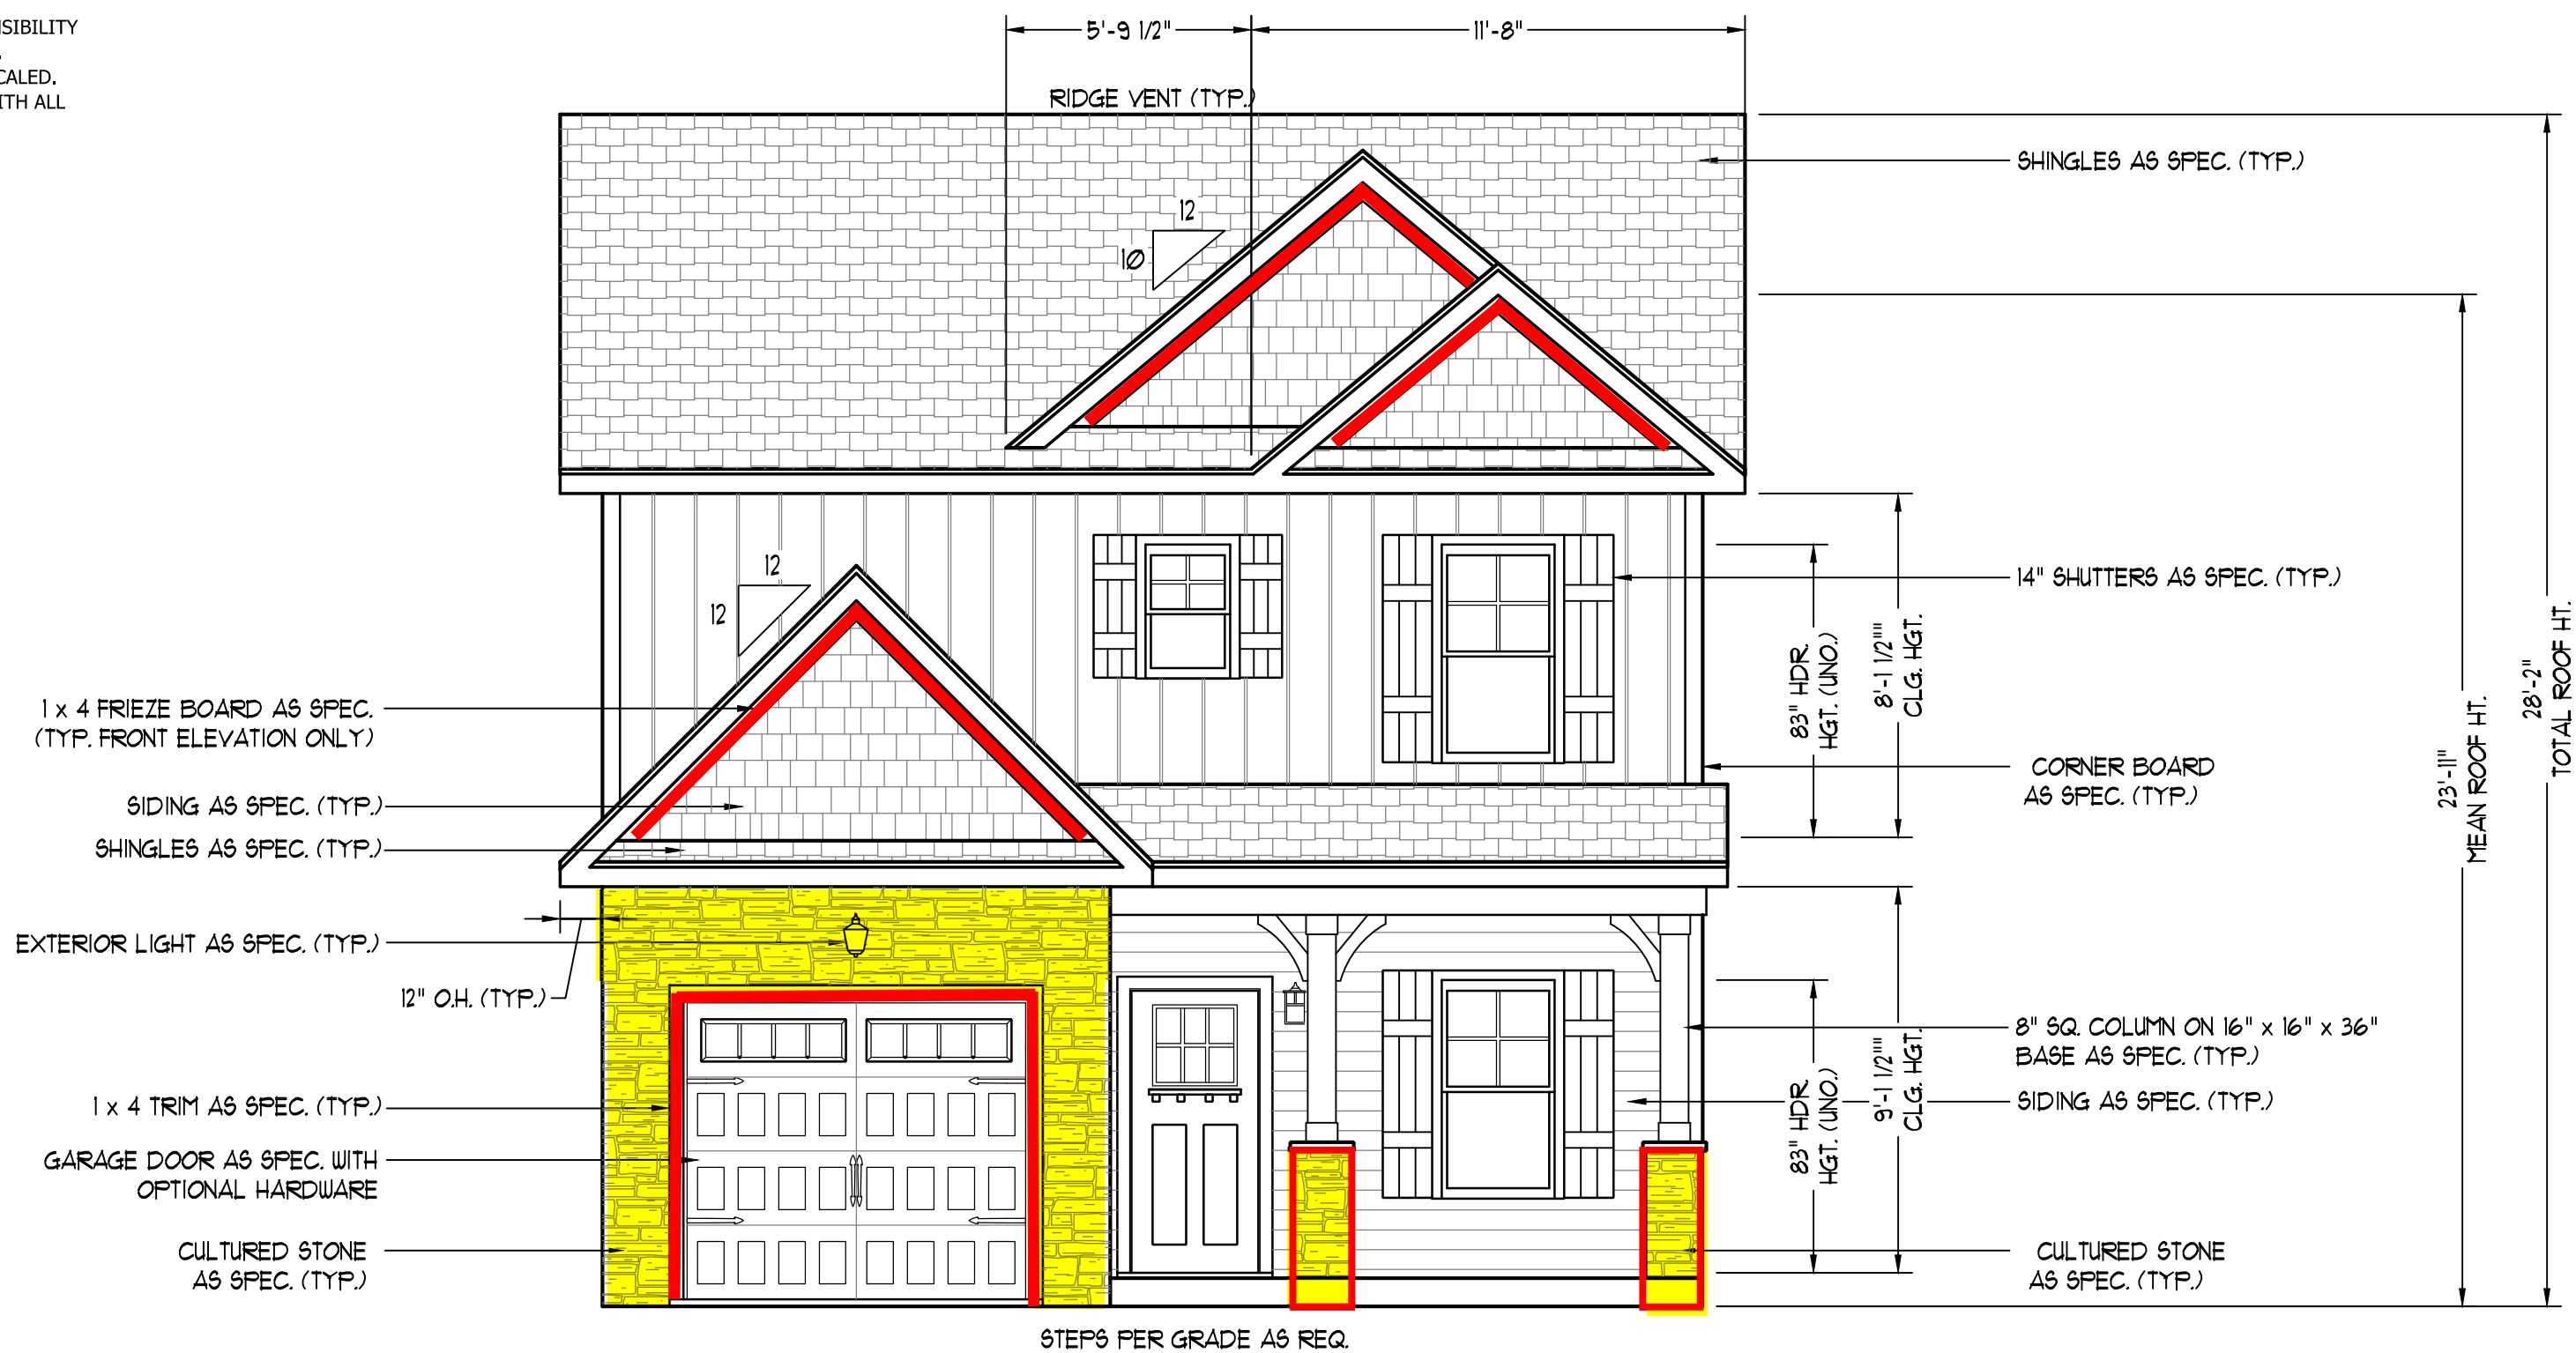 NSIBILITY
.
CALED.
ITH ALL
5'-9 1/2"
11'-8"
RIDGE VENT (TYP.)
SHINGLES AS SPEC. (TYP.)
12
10
12
12
14" SHUTTERS AS SPEC. (TYP.)
83" HDR.
HGT. (UNO.)
8'-1 1/2""
CLG. HGT.
23'-11"
MEAN ROOF HT.
28'-2"
TOTAL ROOF HT.
1 x 4 FRIEZE BOARD AS SPEC.
(TYP. FRONT ELEVATION ONLY)
CORNER BOARD
AS SPEC. (TYP.)
SIDING AS SPEC. (TYP.)
SHINGLES AS SPEC. (TYP.)
EXTERIOR LIGHT AS SPEC. (TYP.)
12" O.H. (TYP.)
8" SQ. COLUMN ON 16" x 16" x 36"
BASE AS SPEC. (TYP.)
83" HDR.
HGT. (UNO.)
9'-1 1/2""
CLG. HGT.
SIDING AS SPEC. (TYP.)
1 x 4 TRIM AS SPEC. (TYP.)
GARAGE DOOR AS SPEC. WITH
OPTIONAL HARDWARE
CULTURED STONE
AS SPEC. (TYP.)
CULTURED STONE
AS SPEC. (TYP.)
STEPS PER GRADE AS REQ.